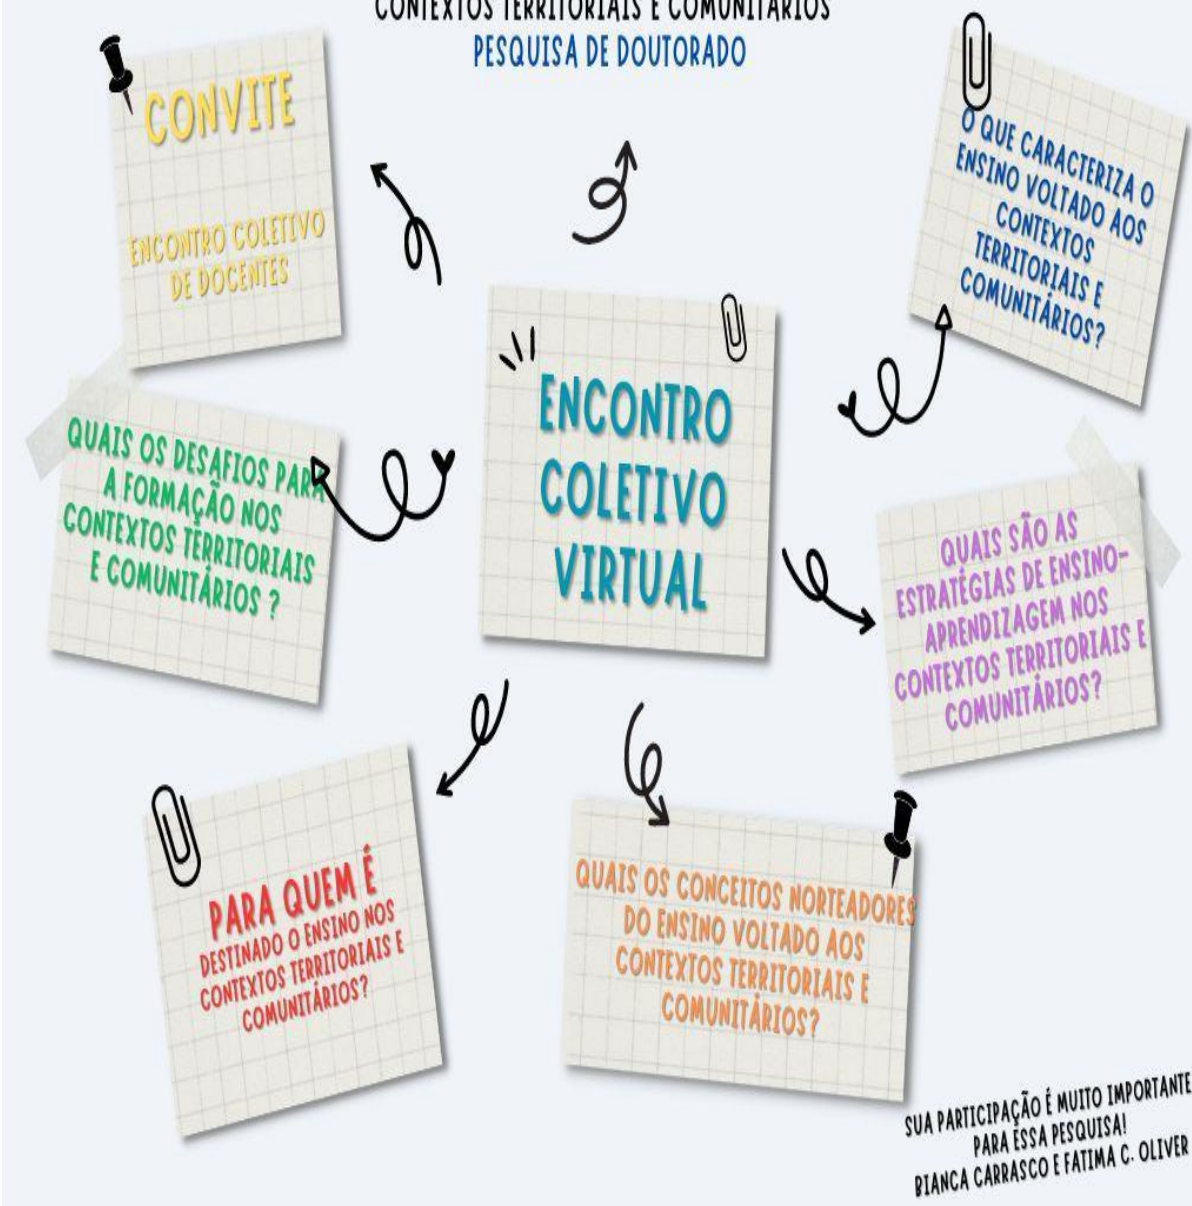 CONTEXTOS TERRITORIAIS E COMUNITÁRIOS
PESQUISA DE DOUTORADO
CONVITE
ENCONTRO COLETIVO
DE DOCENTES
O QUE CARACTERIZA O
ENSINO VOLTADO AOS
CONTEXTOS
TERRITORIAIS E
COMUNITÁRIOS?
ENCONTRO
COLETIVO
VIRTUAL
QUAIS OS DESAFIOS PARA
A FORMAÇÃO NOS
CONTEXTOS TERRITORIAIS
E COMUNITÁRIOS ?
QUAIS SÃO AS
ESTRATÉGIAS DE ENSINO-
APRENDIZAGEM NOS
CONTEXTOS TERRITORIAIS E
COMUNITÁRIOS?
PARA QUEM É
DESTINADO O ENSINO NOS
CONTEXTOS TERRITORIAIS E
COMUNITÁRIOS?
QUAIS OS CONCEITOS NORTEADORES
DO ENSINO VOLTADO AOS
CONTEXTOS TERRITORIAIS E
COMUNITÁRIOS?
SUA PARTICIPAÇÃO É MUITO IMPORTANTE
PARA ESSA PESQUISA!
BIANCA CARRASCO E FATIMA C. OLIVER